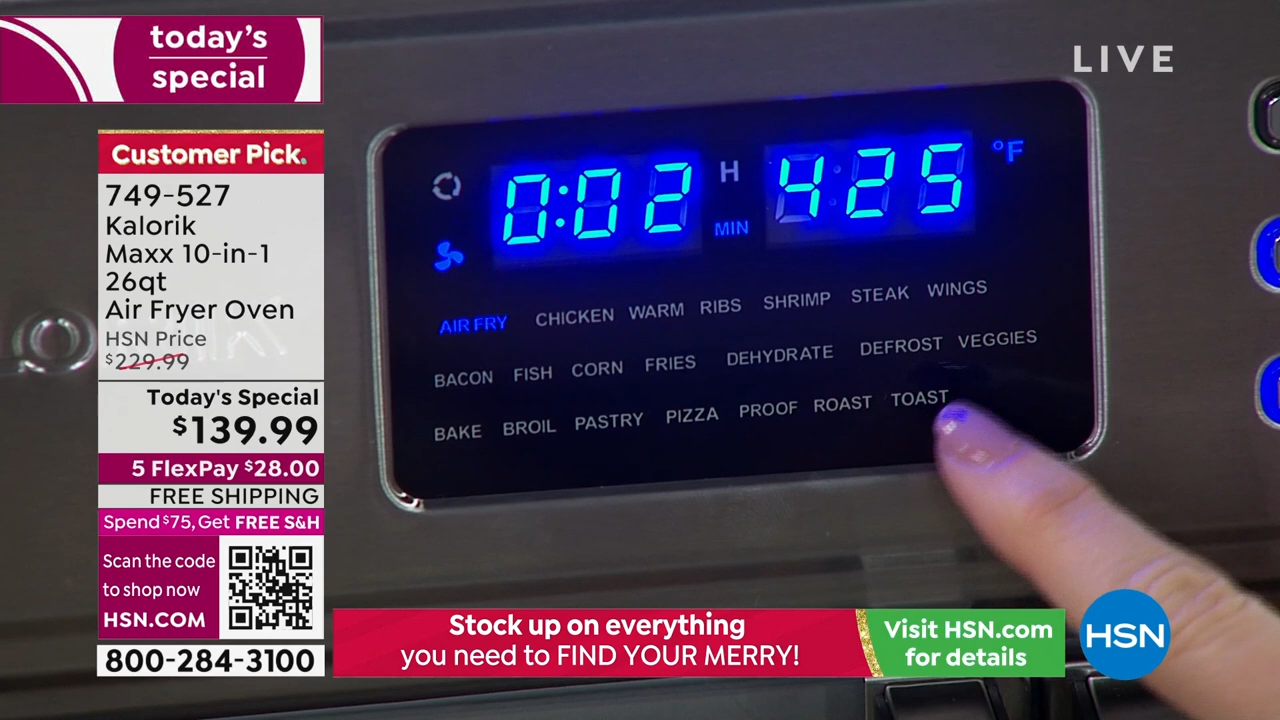 today's
special
LIVE
Customer Pick.
749-527
Kalorik
Maxx 10-in-1
26qt
Air Fryer Oven
HSN Price
$229.99
Today's Special
$139.99
5 FlexPay $28.00
FREE SHIPPING
Spend $75, Get FREE S&H
Scan the code
to shop now
HSN.COM
800-284-3100
0:02 H MIN 425 °F
AIR FRY CHICKEN WARM RIBS SHRIMP STEAK WINGS
BACON FISH CORN FRIES DEHYDRATE DEFROST VEGGIES
BAKE BROIL PASTRY PIZZA PROOF ROAST TOAST
Stock up on everything
you need to FIND YOUR MERRY!
Visit HSN.com
for details
HSN